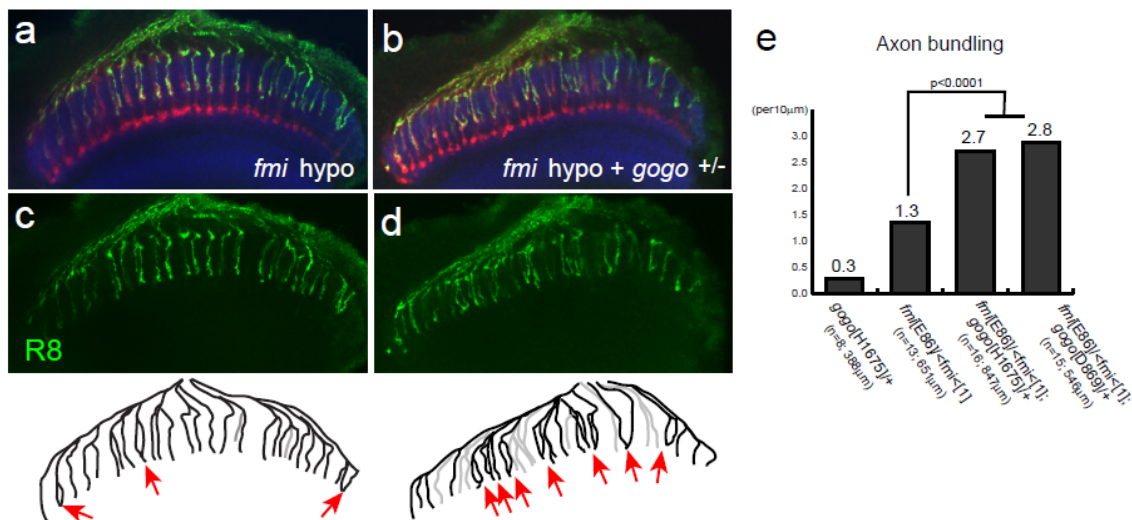 a
fmi hypo
b
fmi hypo + gogo +/-
c
R8
d
e
Axon bundling
p<0.0001
(per10μm)
3.0
2.5
2.0
1.5
1.0
0.5
0.0
0.3
1.3
2.7
2.8
gogo[H1675]/+
(n=8; 388μm)
fmi[E86]/<fmi<[1]
(n=13; 651μm)
fmi[E86]/<fmi<[1];
gogo[H1675]/+
(n=16; 847μm)
fmi[E86]/<fmi<[1];
gogo[D869]/+
(n=15; 546μm)